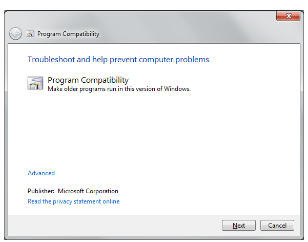 Program Compatibility
Troubleshoot and help prevent computer problems
Program Compatibility
Make older programs run in this version of Windows.
Advanced
Publisher: Microsoft Corporation
Read the privacy statement online
Next Cancel